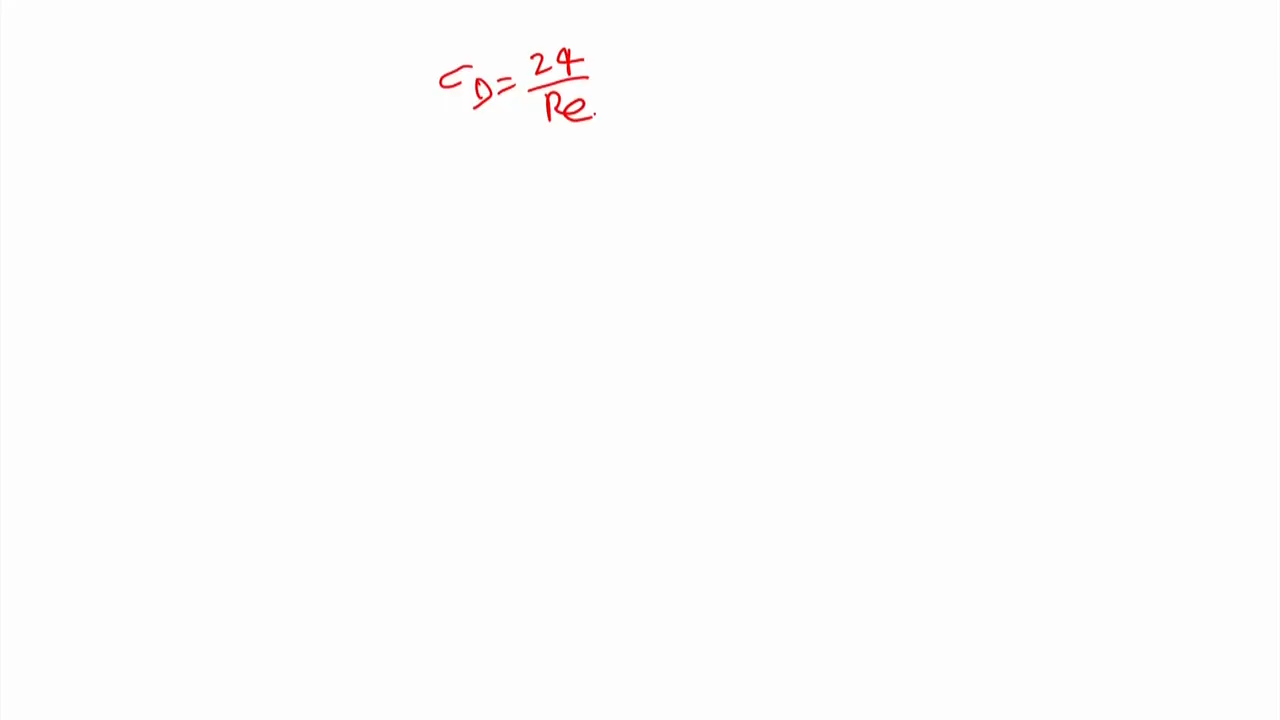 C_D = 24/Re.